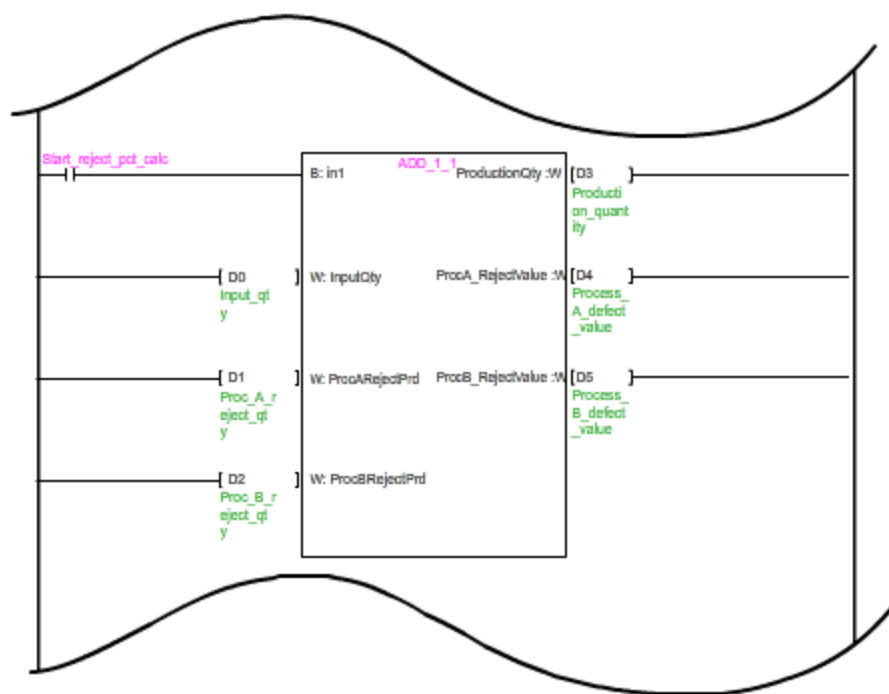 Start_reject_pct_calc
ADD_1_1
B: in1
ProductionQty :W
[ D3 ]
Producti
on_quant
ity
[ D0 ]
Input_qt
y
W: InputQty
ProcA_RejectValue :W
[ D4 ]
Process_
A_defect
_value
[ D1 ]
Proc_A_r
eject_qt
y
W: ProcARejectPrd
ProcB_RejectValue :W
[ D5 ]
Process_
B_defect
_value
[ D2 ]
Proc_B_r
eject_qt
y
W: ProcBRejectPrd